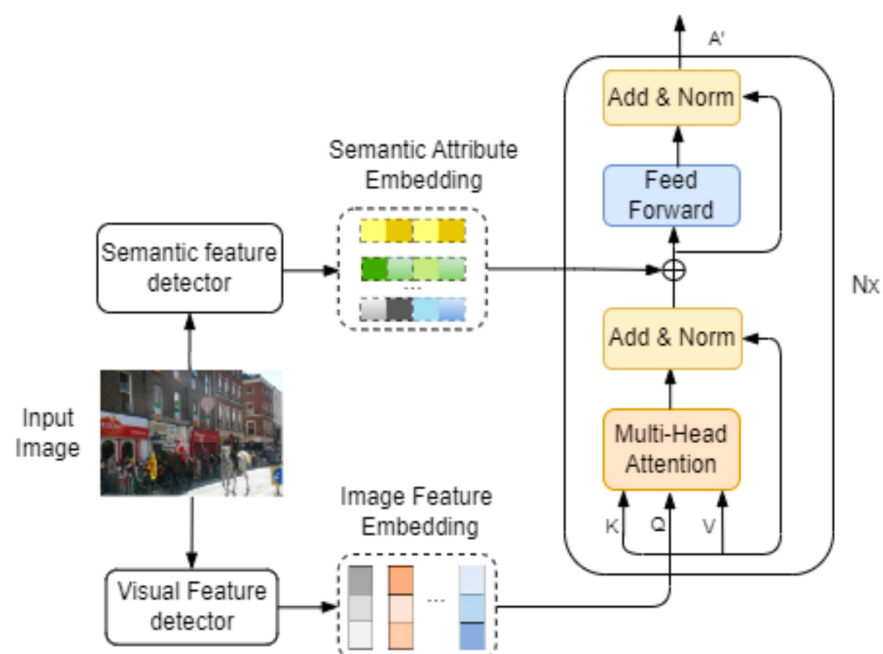 A'
Add & Norm
Semantic Attribute
Embedding
Feed
Forward
Semantic feature
detector
...
Nx
Add & Norm
Input
Image
Multi-Head
Attention
Image Feature
Embedding
K
Q
V
Visual Feature
detector
...